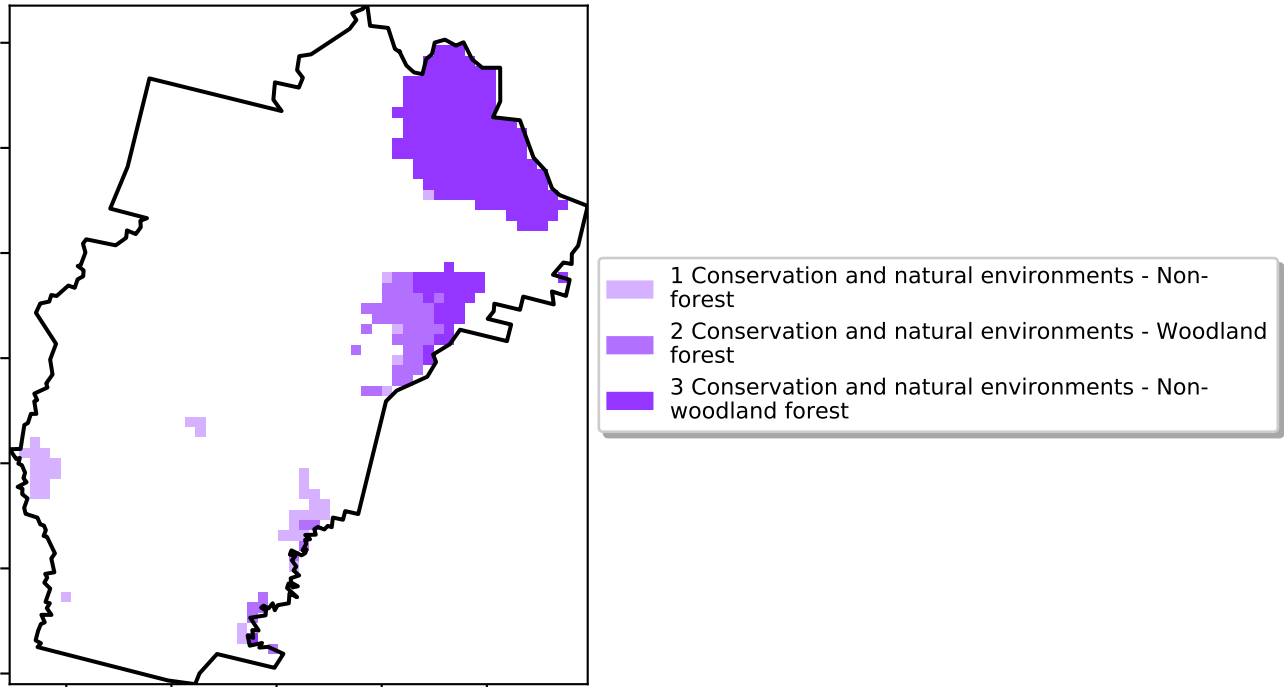 1 Conservation and natural environments - Non-
forest
2 Conservation and natural environments - Woodland
forest
3 Conservation and natural environments - Non-
woodland forest